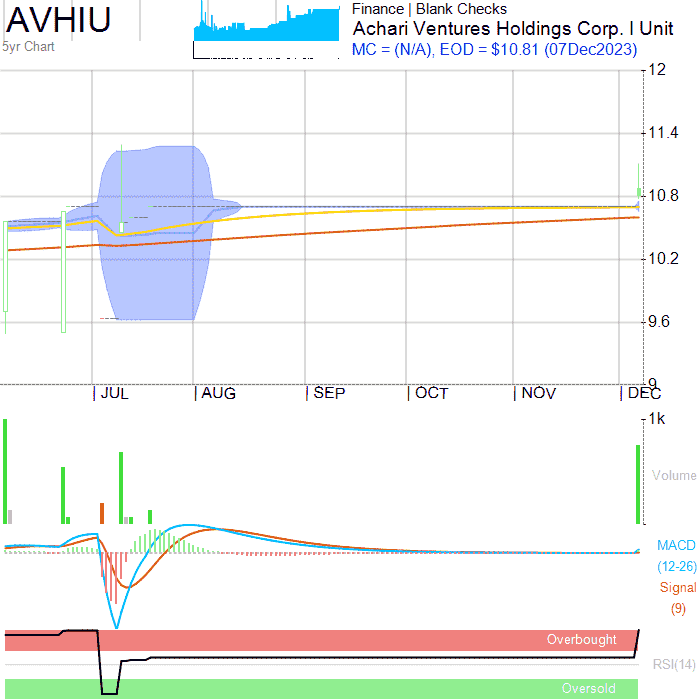 AVHIU
5yr Chart
Finance | Blank Checks
Achari Ventures Holdings Corp. I Unit
MC = (N/A), EOD = $10.81 (07Dec2023)
12
11.4
10.8
10.2
9.6
9
JUL AUG SEP OCT NOV DEC
1k
Volume
MACD
(12-26)
Signal
(9)
Overbought
RSI(14)
Oversold